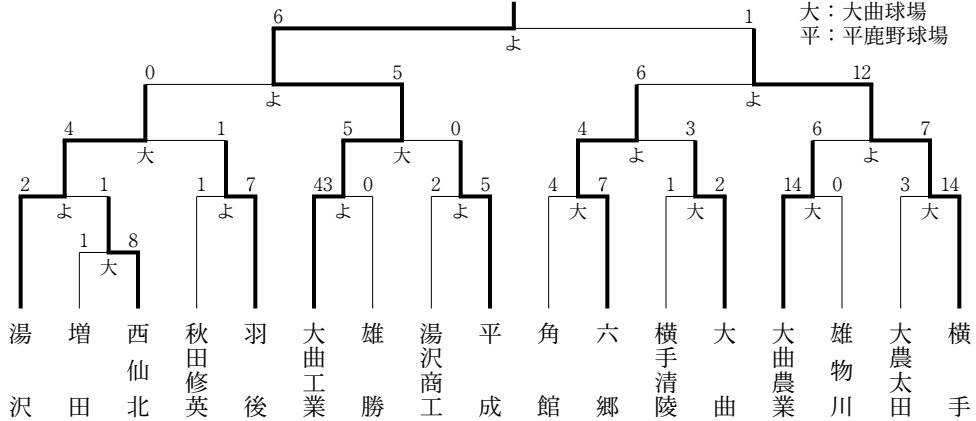 6
1
大：大曲球場
平：平鹿野球場
よ
0
5
6
12
よ
よ
4
1
5
0
4
3
6
7
大
大
よ
よ
2
1
1
7
43
0
2
5
4
7
1
2
14
0
3
14
よ
よ
よ
よ
大
大
大
大
1
8
大
湯沢
増田
西仙北
秋田修英
羽後
大曲工業
雄勝
湯沢商工
平成
角館
六郷
横手清陵
大曲
大曲農業
雄物川
大農太田
横手